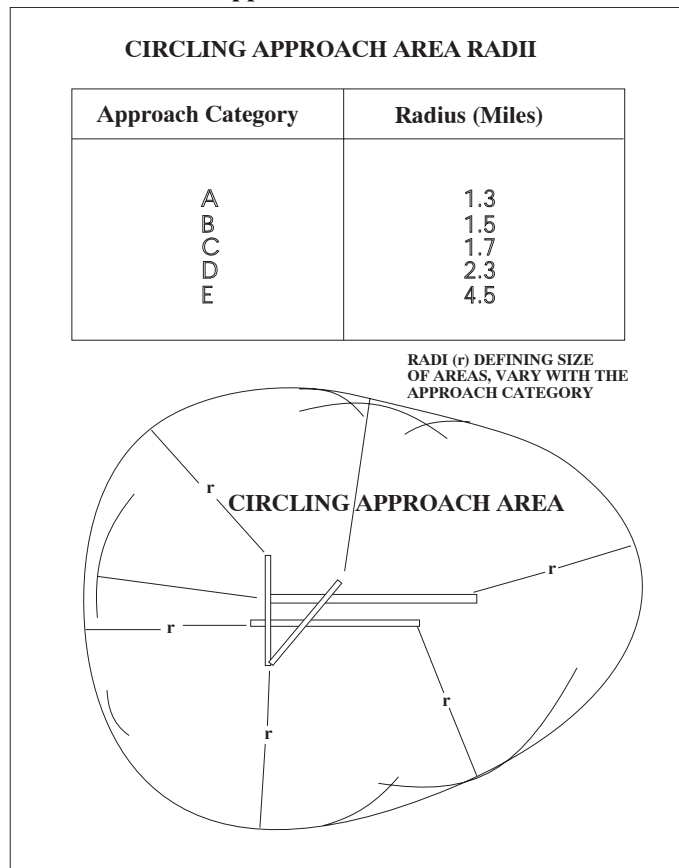 CIRCLING APPROACH AREA RADII
Approach Category Radius (Miles)
A 1.3
B 1.5
C 1.7
D 2.3
E 4.5
RADI (r) DEFINING SIZE
OF AREAS, VARY WITH THE
APPROACH CATEGORY
r
CIRCLING APPROACH AREA
r
r
r
r